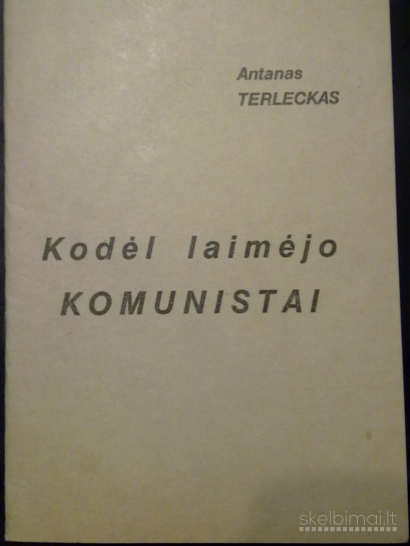 Antanas
TERLECKAS
Kodėl laimėjo
KOMUNISTAI
skelbimai.lt